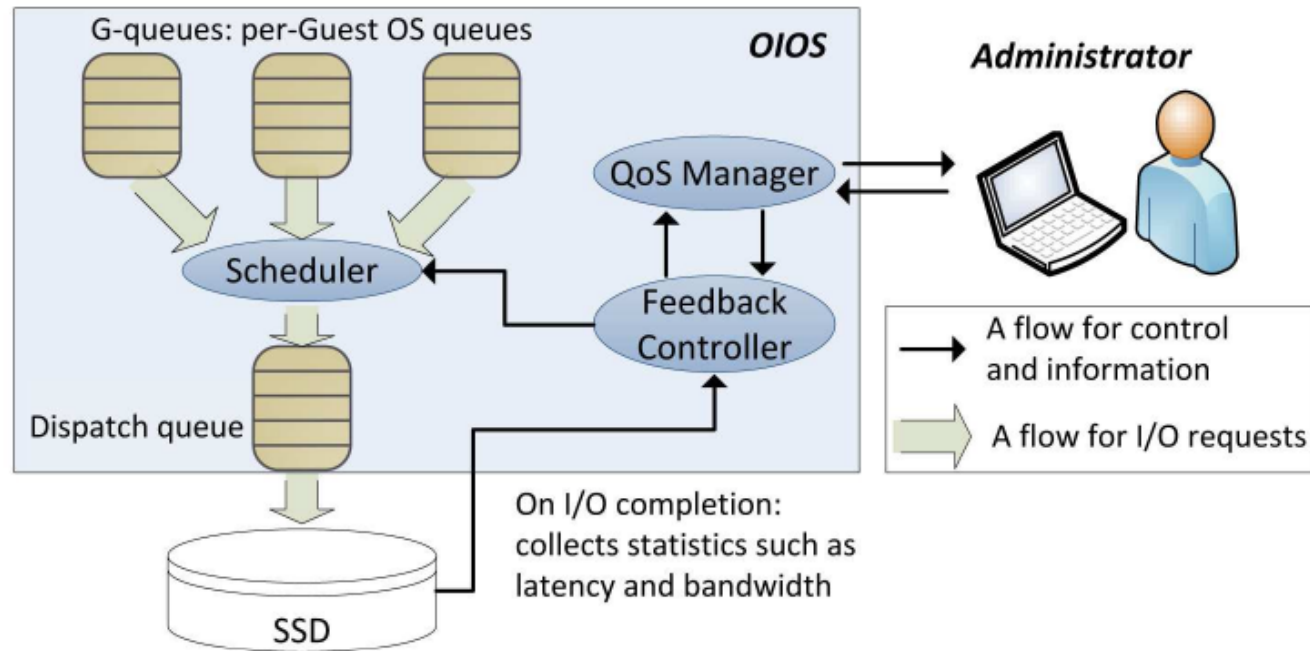 G-queues: per-Guest OS queues
OIOS
Administrator
QoS Manager
Scheduler
Feedback
Controller
Dispatch queue
A flow for control
and information
A flow for I/O requests
On I/O completion:
collects statistics such as
latency and bandwidth
SSD